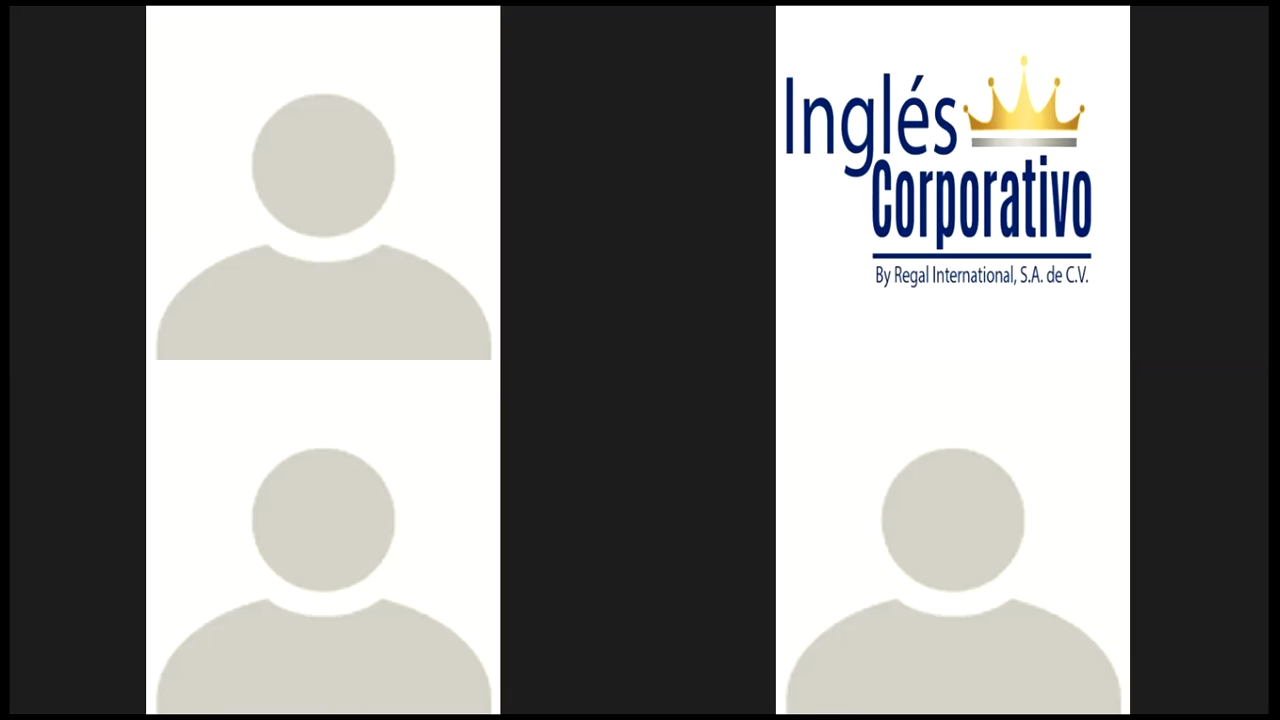 Inglés
Corporativo
By Regal International, S.A. de C.V.